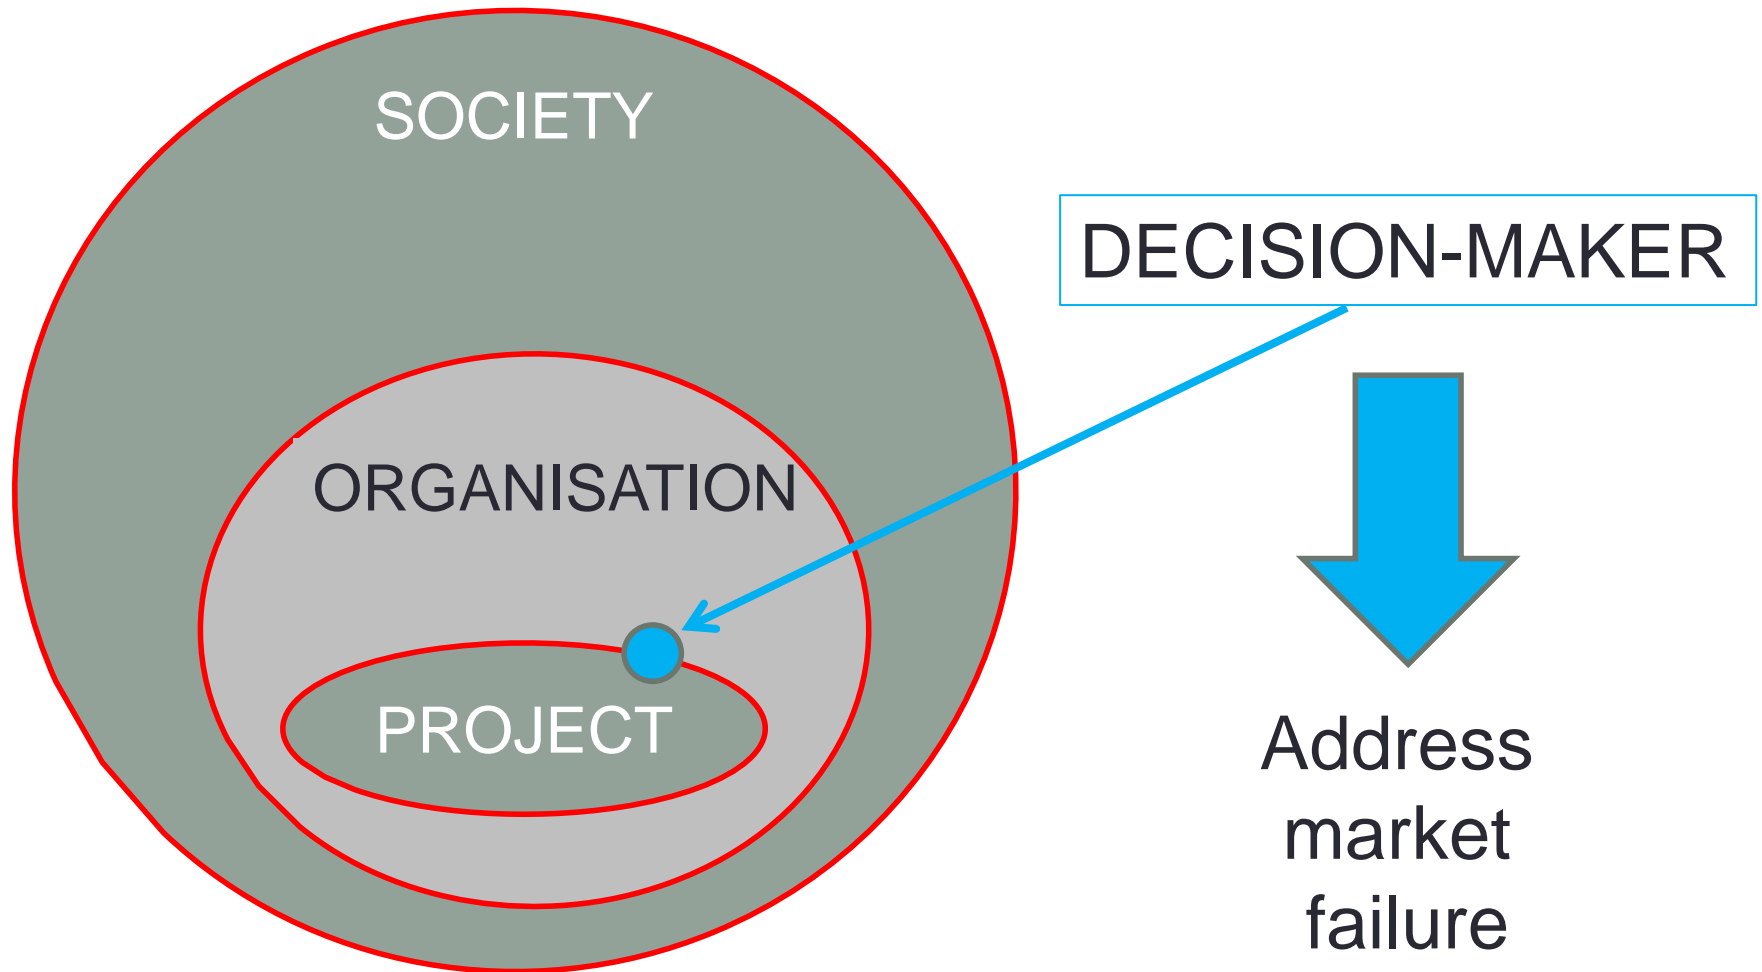 SOCIETY
DECISION-MAKER
ORGANISATION
PROJECT
Address
market
failure